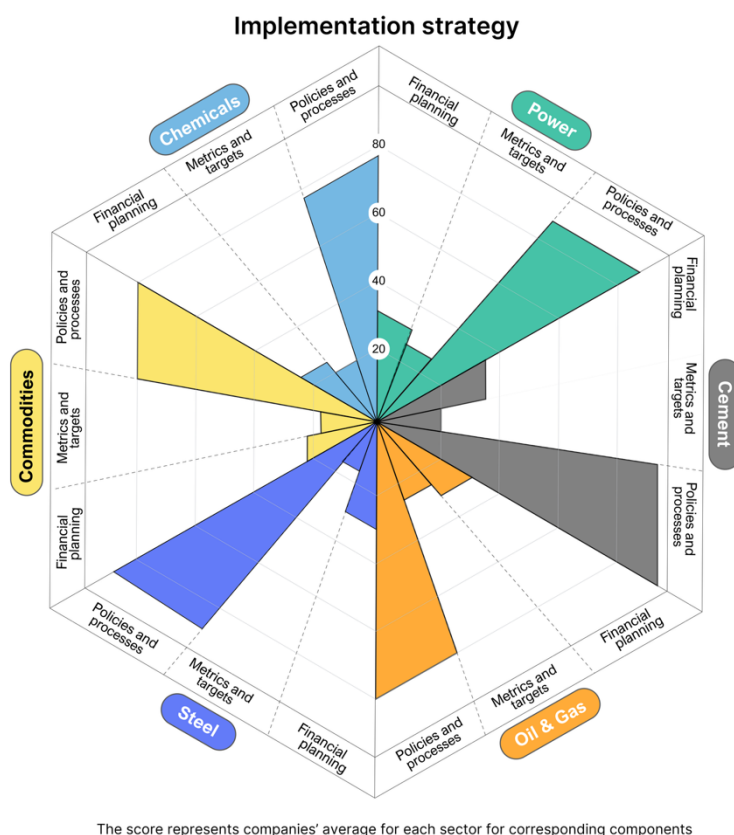 Implementation strategy
Chemicals
Policies and
processes
Metrics and
targets
Financial
planning
Power
Financial
planning
Metrics and
targets
Policies and
processes
80
60
40
20
Cement
Financial
planning
Metrics and
targets
Policies and
processes
Oil & Gas
Financial
planning
Metrics and
targets
Policies and
processes
Steel
Financial
planning
Metrics and
targets
Policies and
processes
Commodities
Financial
planning
Metrics and
targets
Policies and
processes
The score represents companies' average for each sector for corresponding components